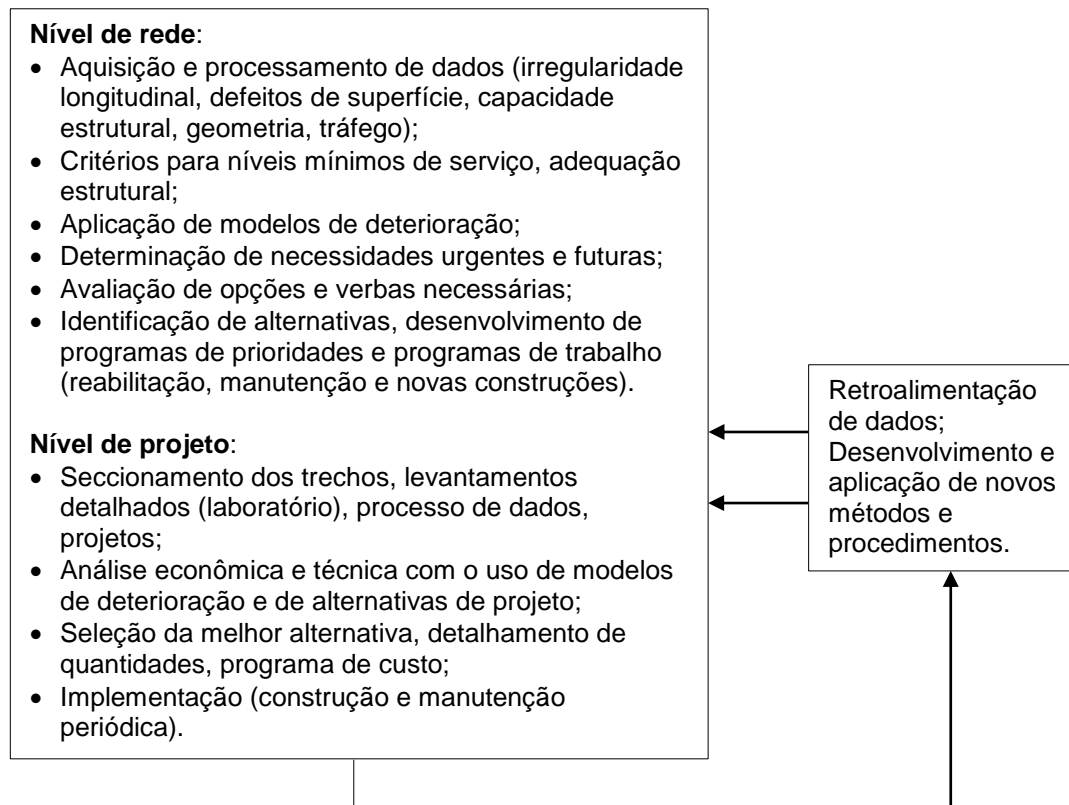 Nível de rede:
• Aquisição e processamento de dados (irregularidade
longitudinal, defeitos de superfície, capacidade
estrutural, geometria, tráfego);
• Critérios para níveis mínimos de serviço, adequação
estrutural;
• Aplicação de modelos de deterioração;
• Determinação de necessidades urgentes e futuras;
• Avaliação de opções e verbas necessárias;
• Identificação de alternativas, desenvolvimento de
programas de prioridades e programas de trabalho
(reabilitação, manutenção e novas construções).
Nível de projeto:
• Seccionamento dos trechos, levantamentos
detalhados (laboratório), processo de dados,
projetos;
• Análise econômica e técnica com o uso de modelos
de deterioração e de alternativas de projeto;
• Seleção da melhor alternativa, detalhamento de
quantidades, programa de custo;
• Implementação (construção e manutenção
periódica).
Retroalimentação
de dados;
Desenvolvimento e
aplicação de novos
métodos e
procedimentos.